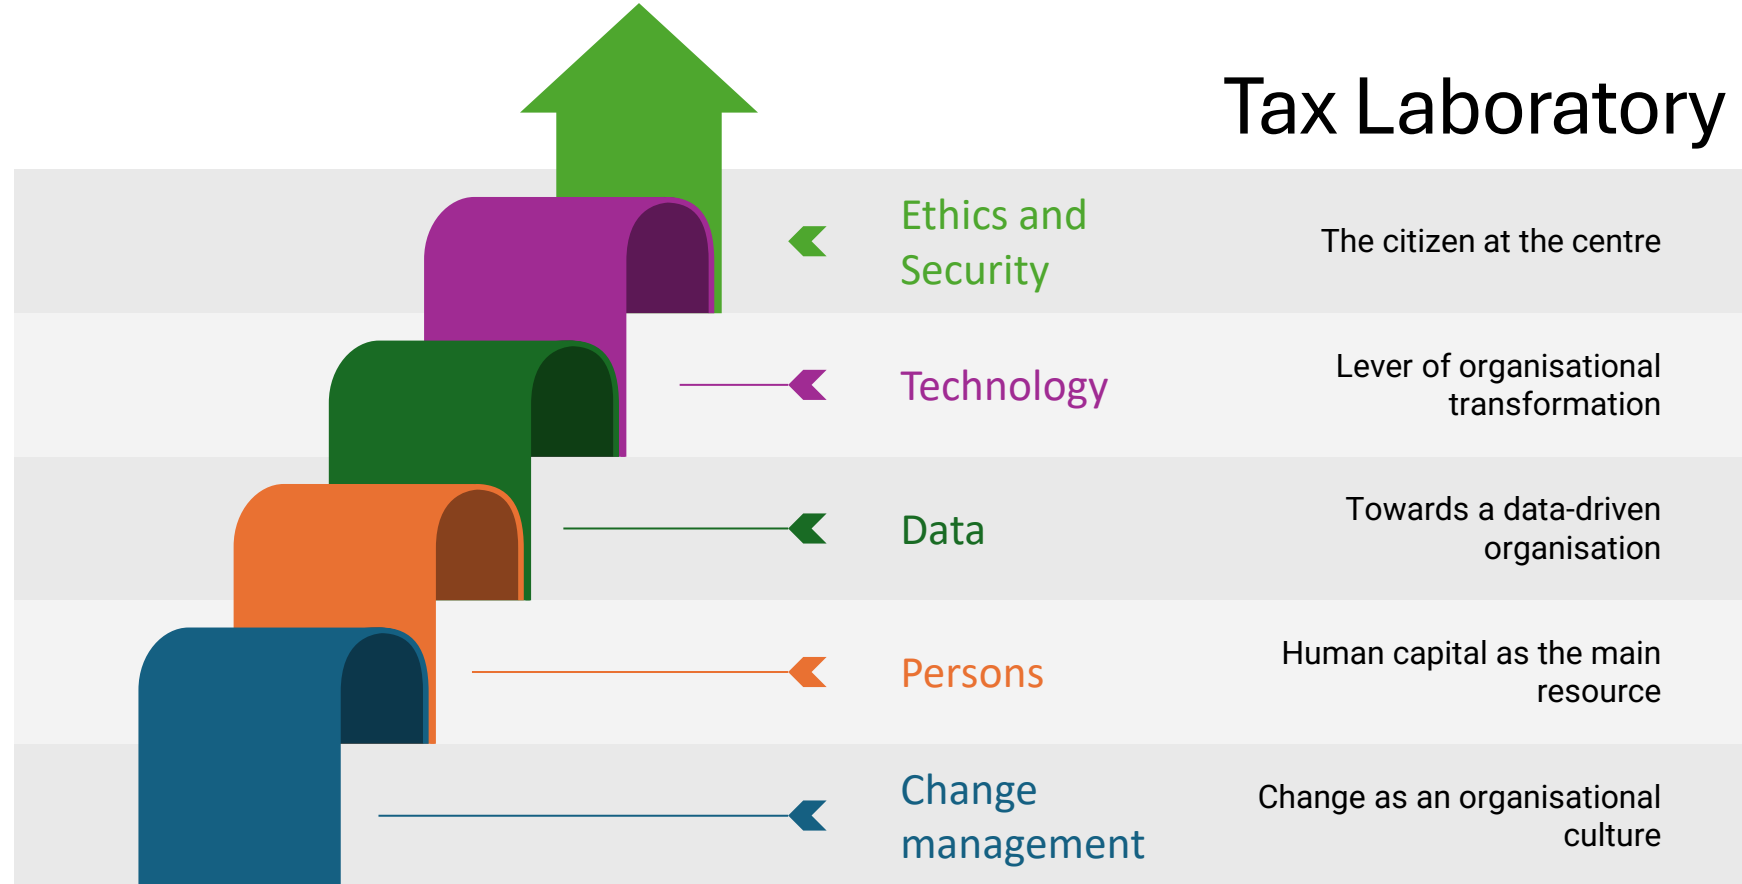 Tax Laboratory
Ethics and
Security
The citizen at the centre
Technology
Lever of organisational
transformation
Data
Towards a data-driven
organisation
Persons
Human capital as the main
resource
Change
management
Change as an organisational
culture